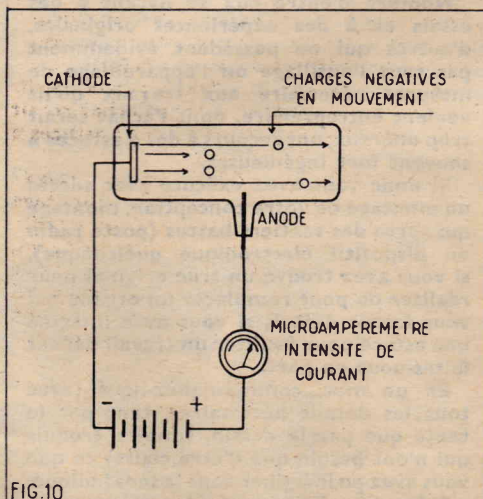 CATHODE
CHARGES NEGATIVES
EN MOUVEMENT
ANODE
MICROAMPEREMETRE
INTENSITE DE
COURANT
- +
FIG.10